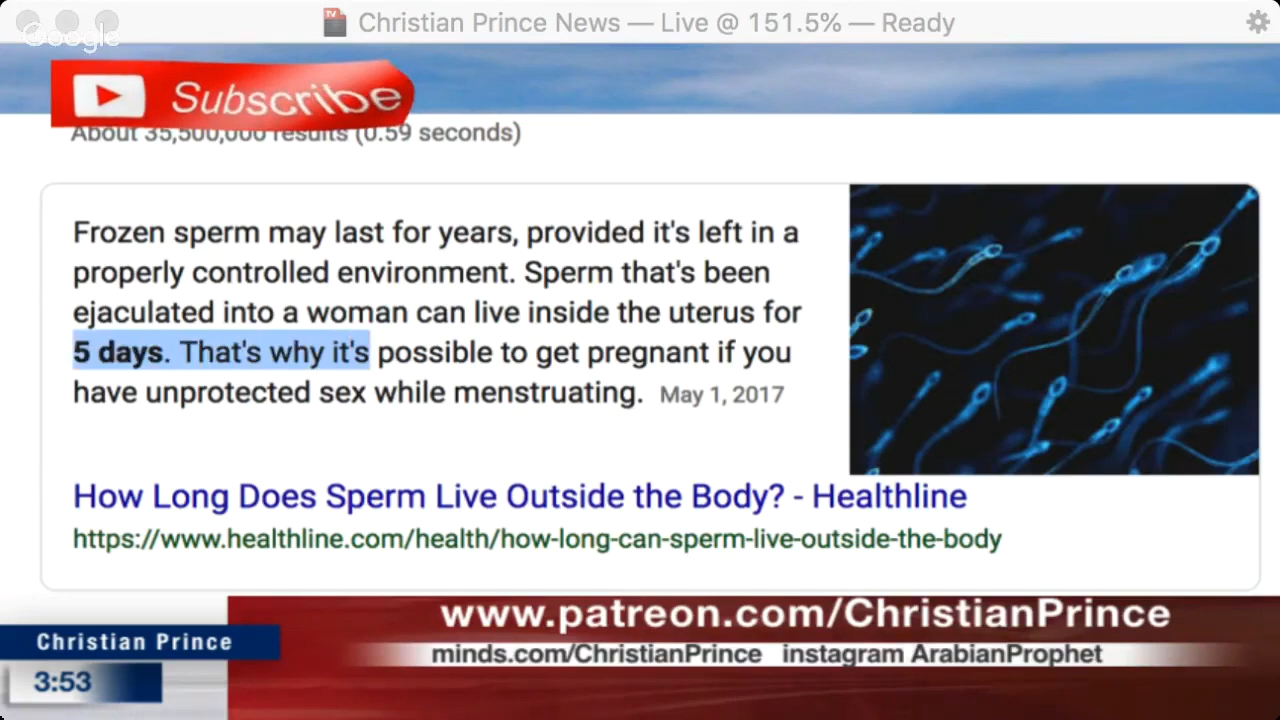 TV
Christian Prince News — Live @ 151.5% — Ready
Google
Subscribe
About 35,500,000 results (0.59 seconds)
Frozen sperm may last for years, provided it's left in a
properly controlled environment. Sperm that's been
ejaculated into a woman can live inside the uterus for
5 days. That's why it's possible to get pregnant if you
have unprotected sex while menstruating. May 1, 2017
How Long Does Sperm Live Outside the Body? - Healthline
https://www.healthline.com/health/how-long-can-sperm-live-outside-the-body
www.patreon.com/ChristianPrince
Christian Prince
minds.com/ChristianPrince instagram ArabianProphet
3:53